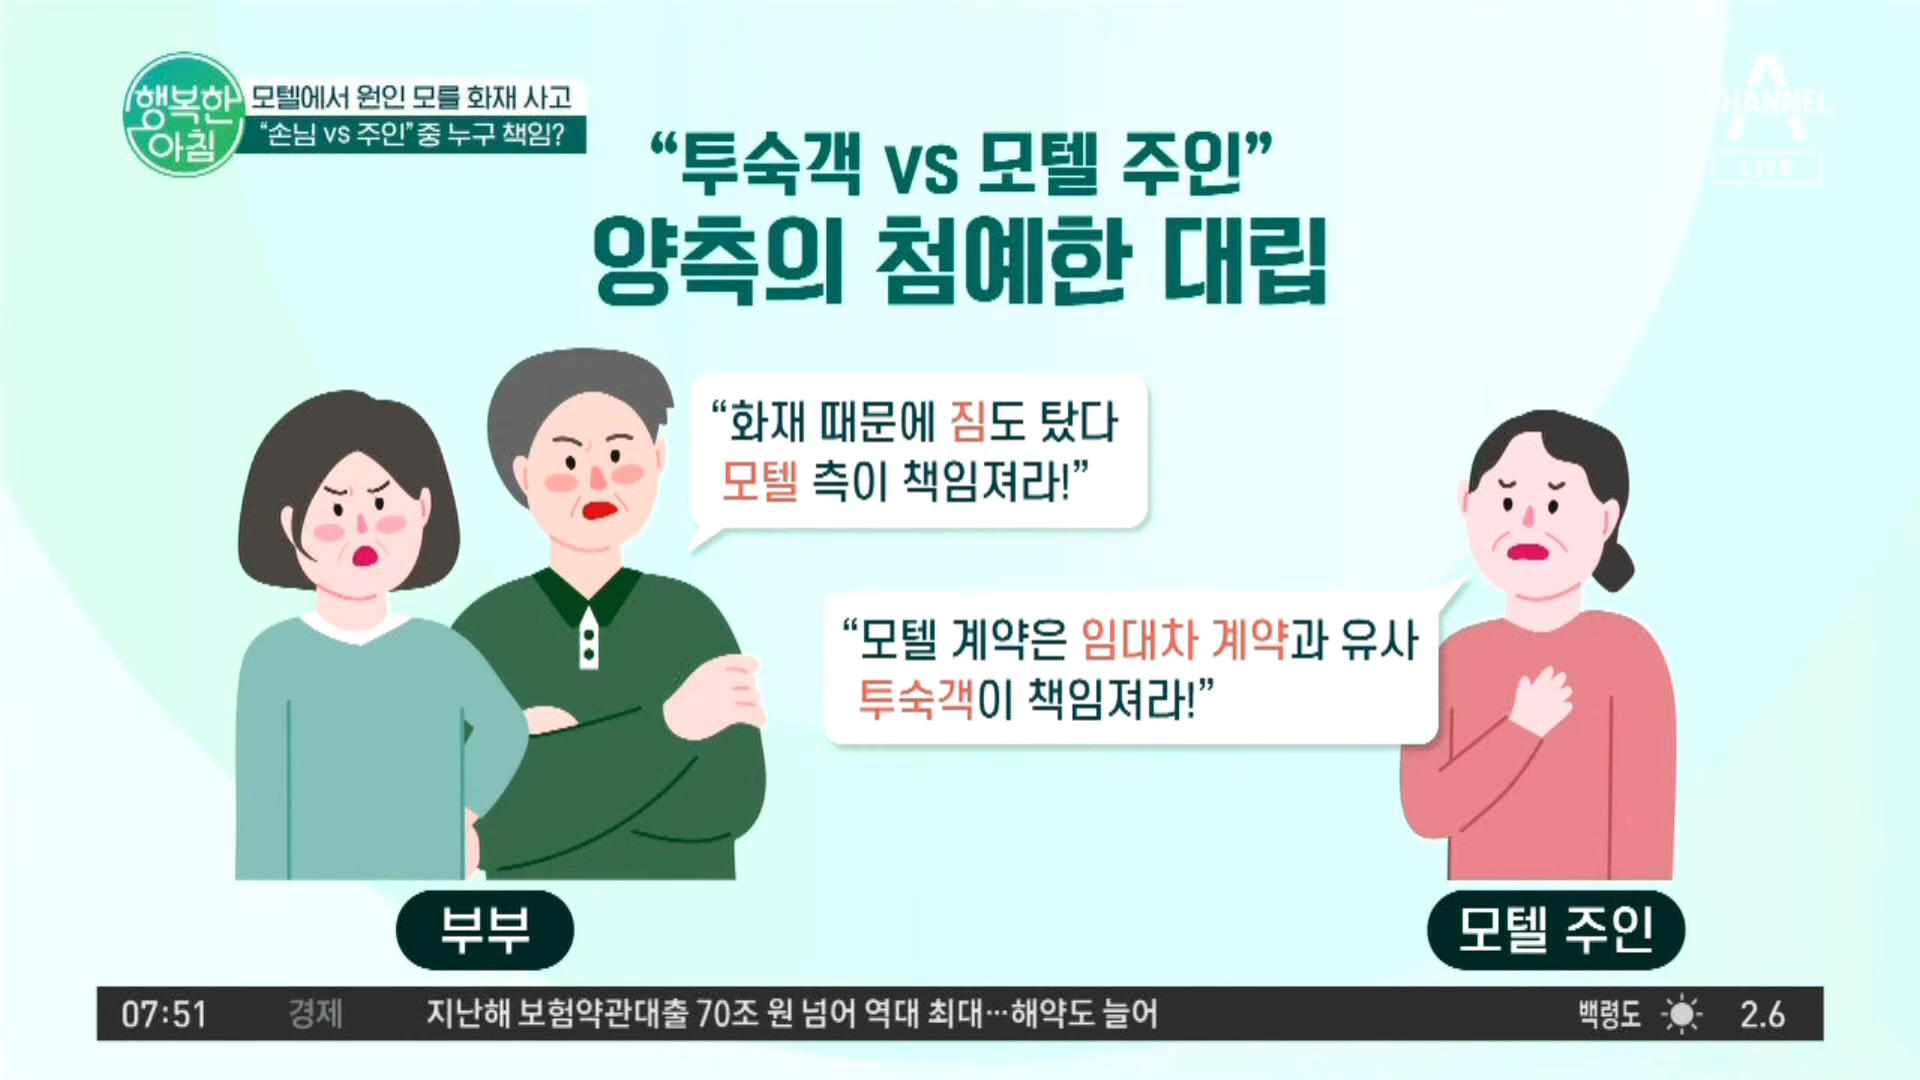 행복한
아침
모텔에서 원인 모를 화재 사고
“손님 vs 주인” 중 누구 책임?
CHANNEL
A
LIVE
“투숙객 vs 모텔 주인”
양측의 첨예한 대립
“화재 때문에 짐도 탔다
모텔 측이 책임져라!”
“모텔 계약은 임대차 계약과 유사
투숙객이 책임져라!”
부부
모텔 주인
07:51 경제 지난해 보험약관대출 70조 원 넘어 역대 최대…해약도 늘어 백령도 2.6